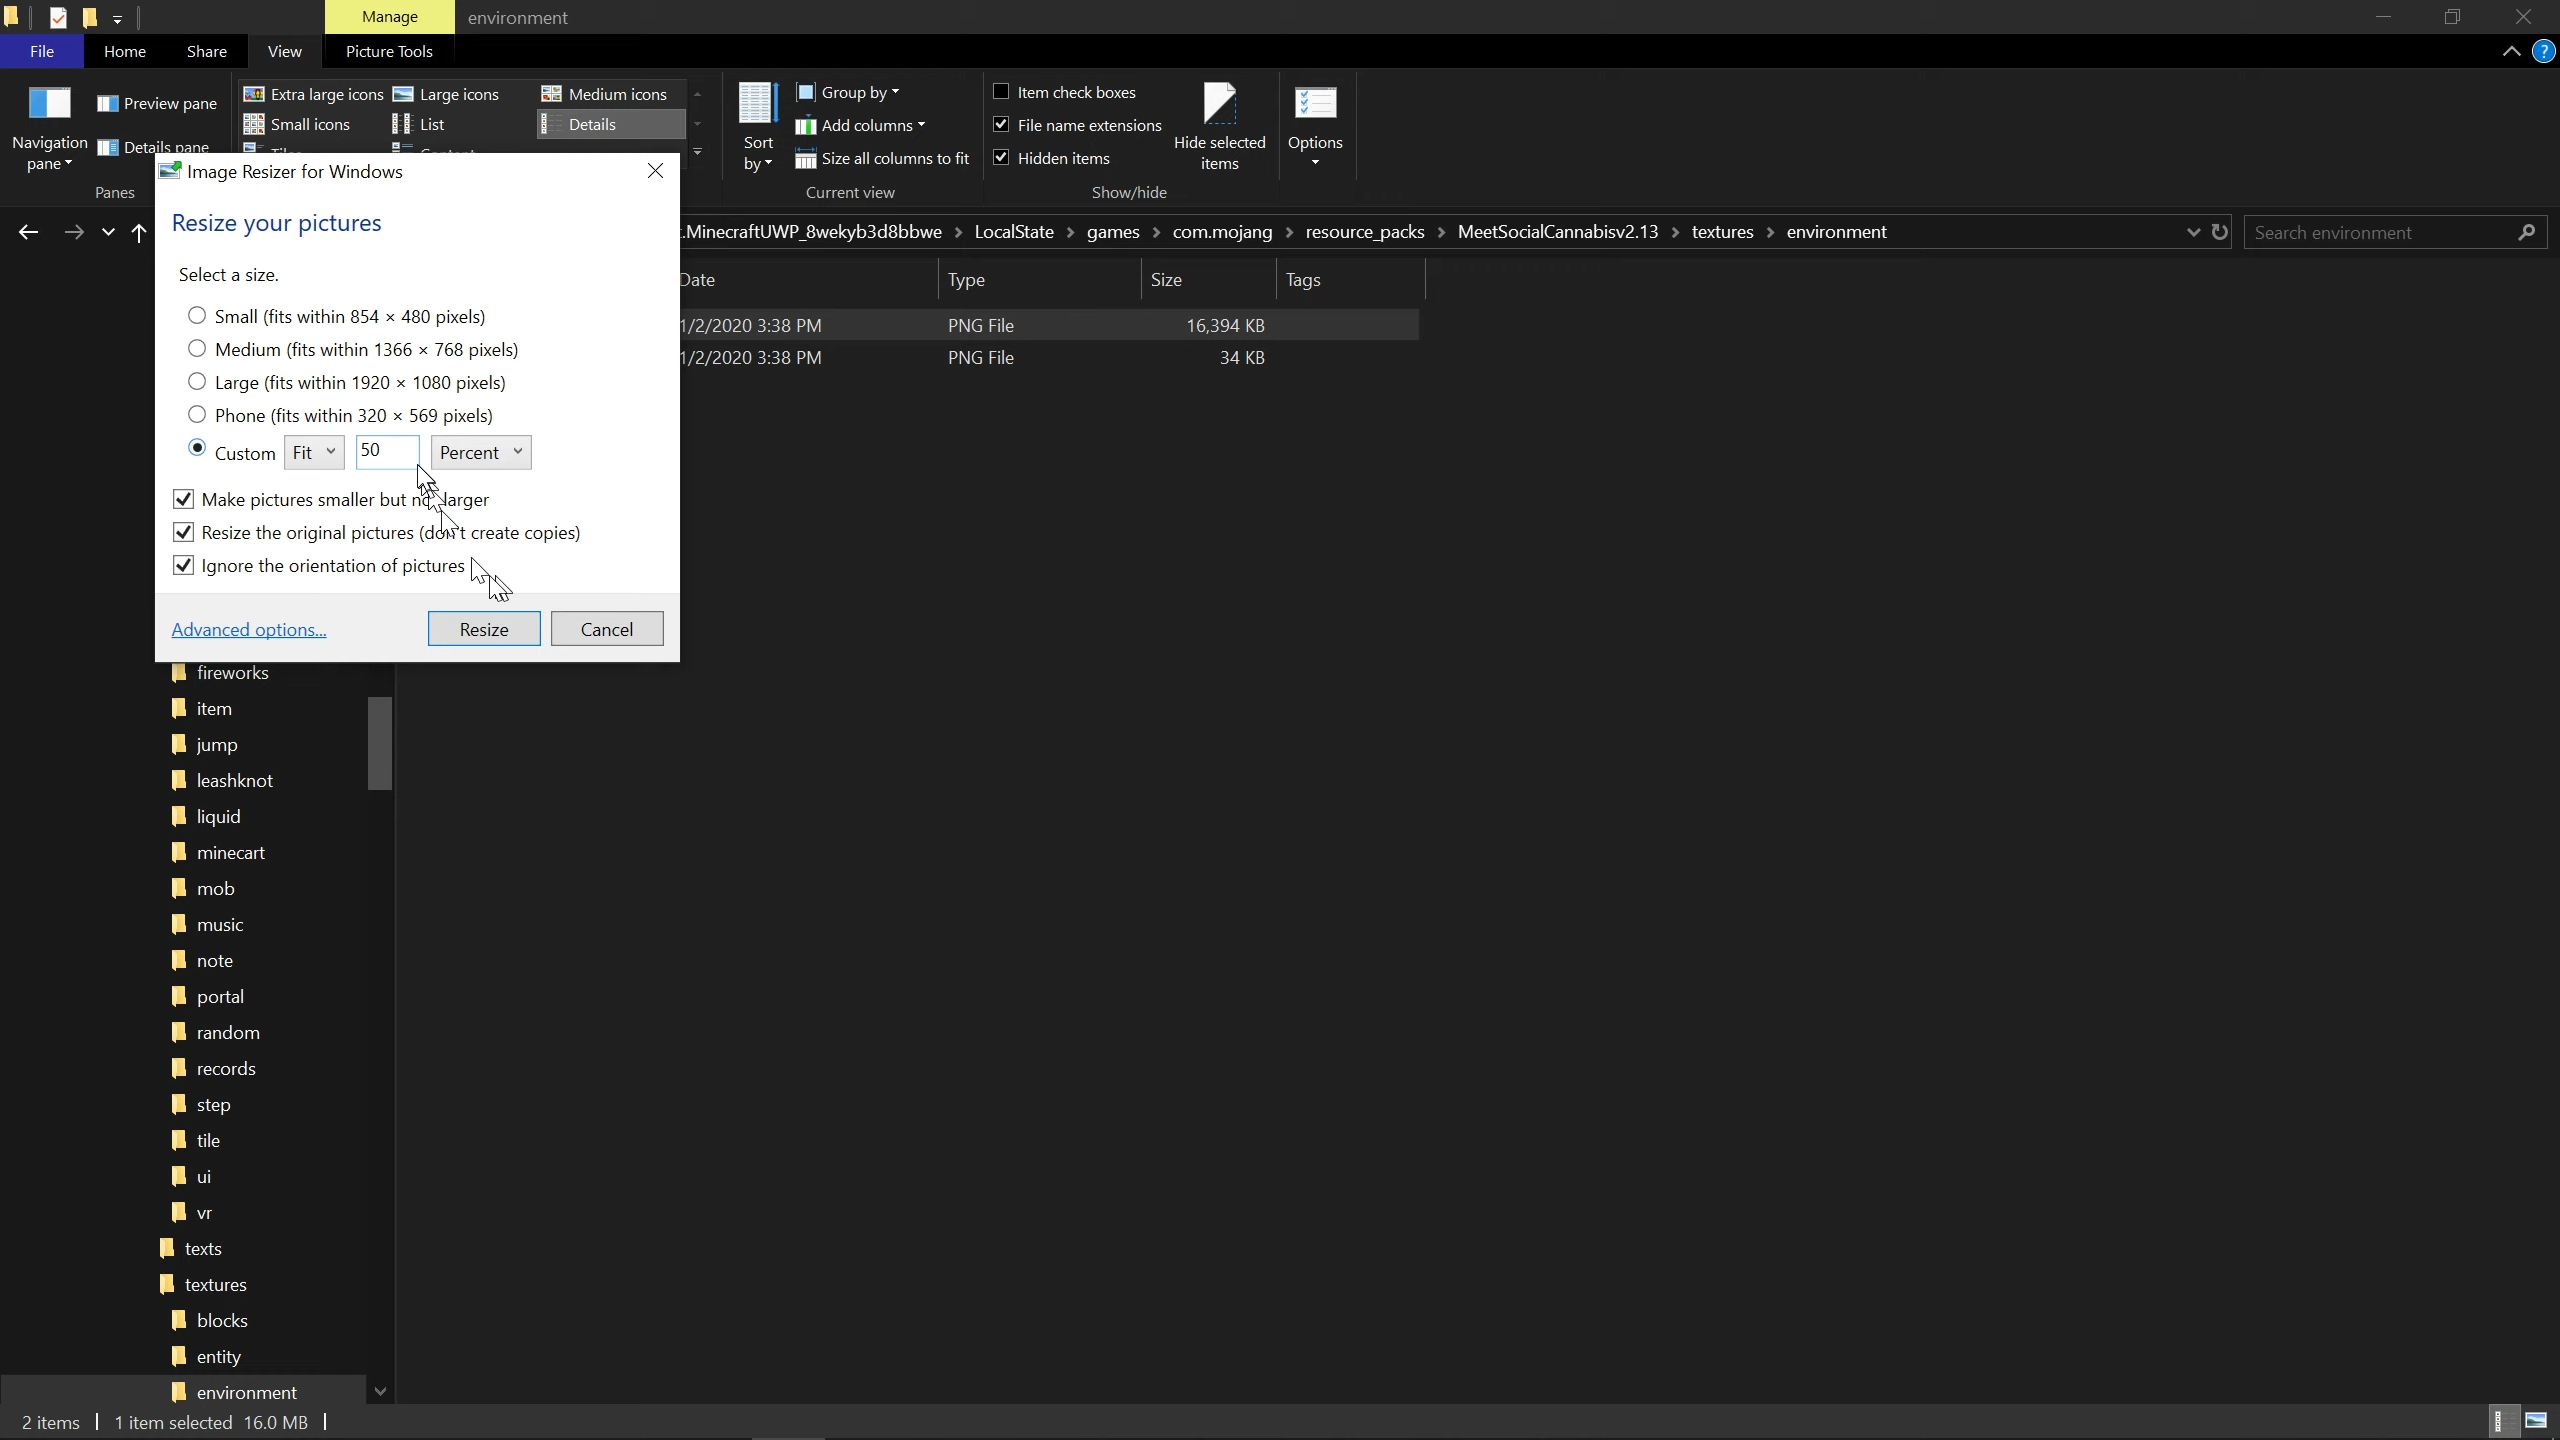 Manage
environment
File
Home
Share
View
Picture Tools
Navigation
pane
Preview pane
Details pane
Extra large icons
Large icons
Medium icons
Small icons
List
Details
Sort
by
Group by
Add columns
Size all columns to fit
Item check boxes
File name extensions
Hidden items
Hide selected
items
Options
Panes
Current view
Show/hide
.MinecraftUWP_8wekyb3d8bbwe
LocalState
games
com.mojang
resource_packs
MeetSocialCannabisv2.13
textures
environment
Search environment
Date
Type
Size
Tags
1/2/2020 3:38 PM
PNG File
16,394 KB
1/2/2020 3:38 PM
PNG File
34 KB
Image Resizer for Windows
Resize your pictures
Select a size.
Small (fits within 854 × 480 pixels)
Medium (fits within 1366 × 768 pixels)
Large (fits within 1920 × 1080 pixels)
Phone (fits within 320 × 569 pixels)
Custom
Fit
50
Percent
Make pictures smaller but not larger
Resize the original pictures (don't create copies)
Ignore the orientation of pictures
Advanced options...
Resize
Cancel
fireworks
item
jump
leashknot
liquid
minecart
mob
music
note
portal
random
records
step
tile
ui
vr
texts
textures
blocks
entity
environment
2 items
1 item selected 16.0 MB